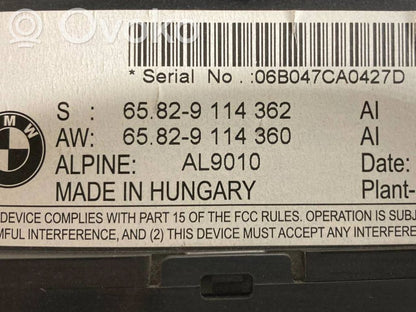 Ovoko
* Serial No. :06B047CA0427D
BMW
S : 65.82-9 114 362 AI
AW: 65.82-9 114 360 AI
ALPINE: AL9010 Date:
MADE IN HUNGARY Plant-
DEVICE COMPLIES WITH PART 15 OF THE FCC RULES. OPERATION IS SUBJ
MFUL INTERFERENCE, AND (2) THIS DEVICE MUST ACCEPT ANY INTERFERE